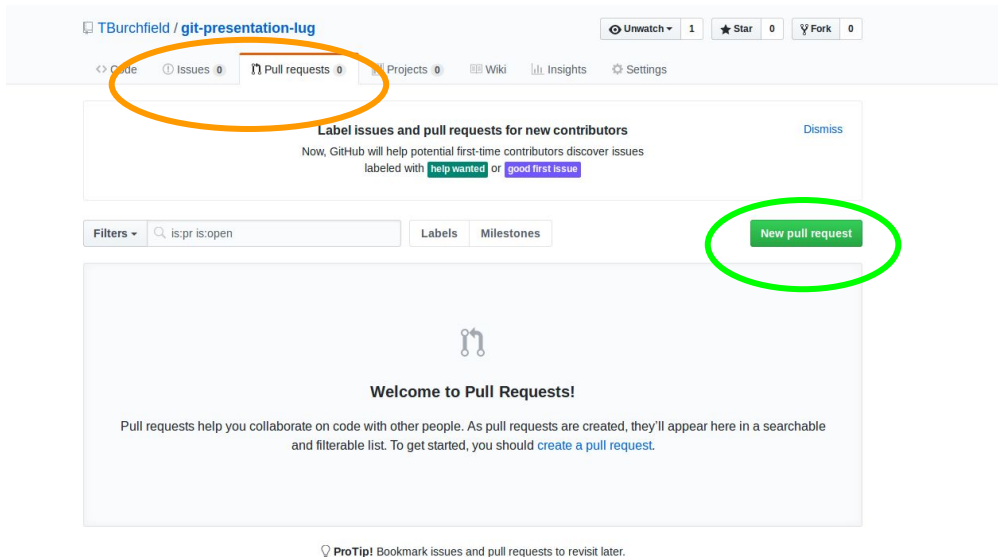 TBurchfield / git-presentation-lug
Unwatch 1 Star 0 Fork 0
<> Code Issues 0 Pull requests 0 Projects 0 Wiki Insights Settings
Label issues and pull requests for new contributors Dismiss
Now, GitHub will help potential first-time contributors discover issues
labeled with help wanted or good first issue
Filters is:pr is:open Labels Milestones New pull request
Welcome to Pull Requests!
Pull requests help you collaborate on code with other people. As pull requests are created, they’ll appear here in a searchable
and filterable list. To get started, you should create a pull request.
ProTip! Bookmark issues and pull requests to revisit later.